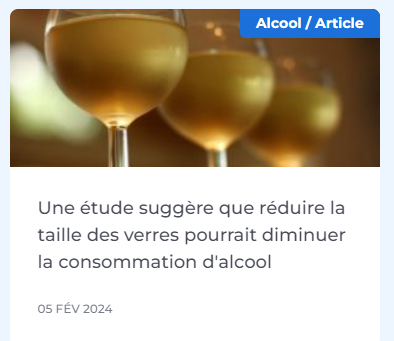 Alcool / Article
Une étude suggère que réduire la
taille des verres pourrait diminuer
la consommation d'alcool
05 FÉV 2024